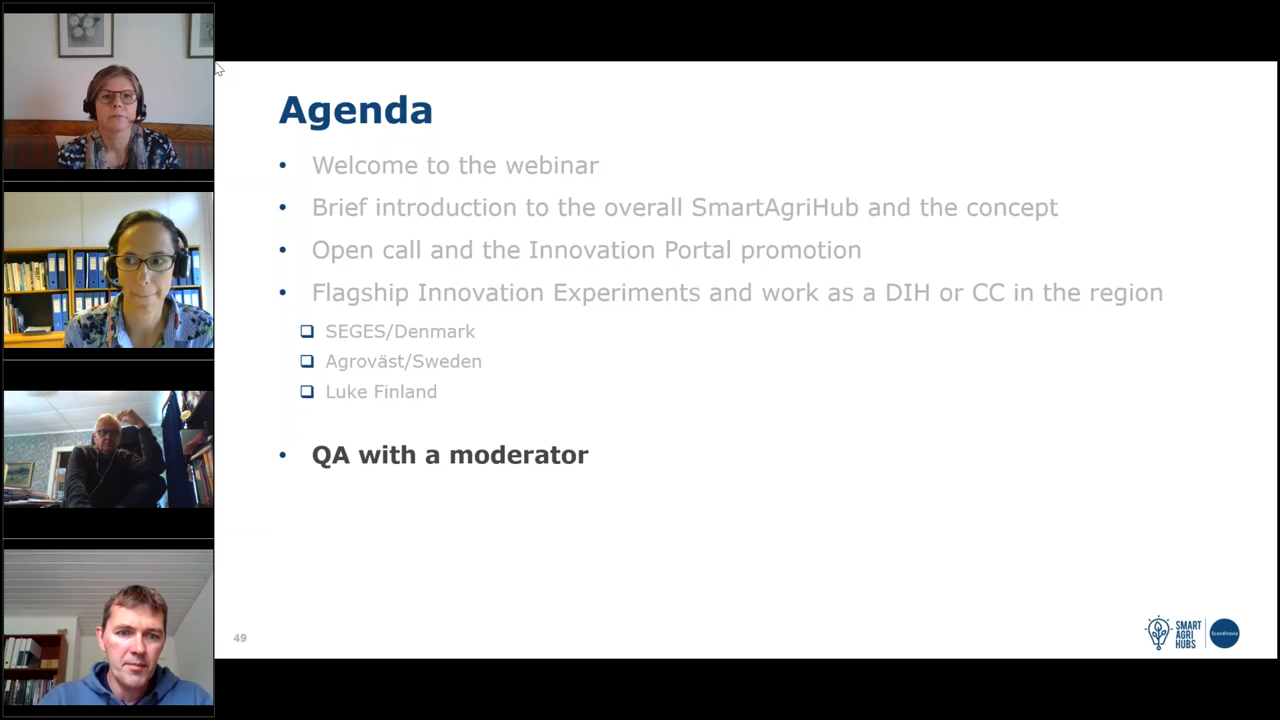 Agenda
• Welcome to the webinar
• Brief introduction to the overall SmartAgriHub and the concept
• Open call and the Innovation Portal promotion
• Flagship Innovation Experiments and work as a DIH or CC in the region
❑ SEGES/Denmark
❑ Agroväst/Sweden
❑ Luke Finland
• QA with a moderator
49
SMART
AGRI
HUBS
Scandinavia